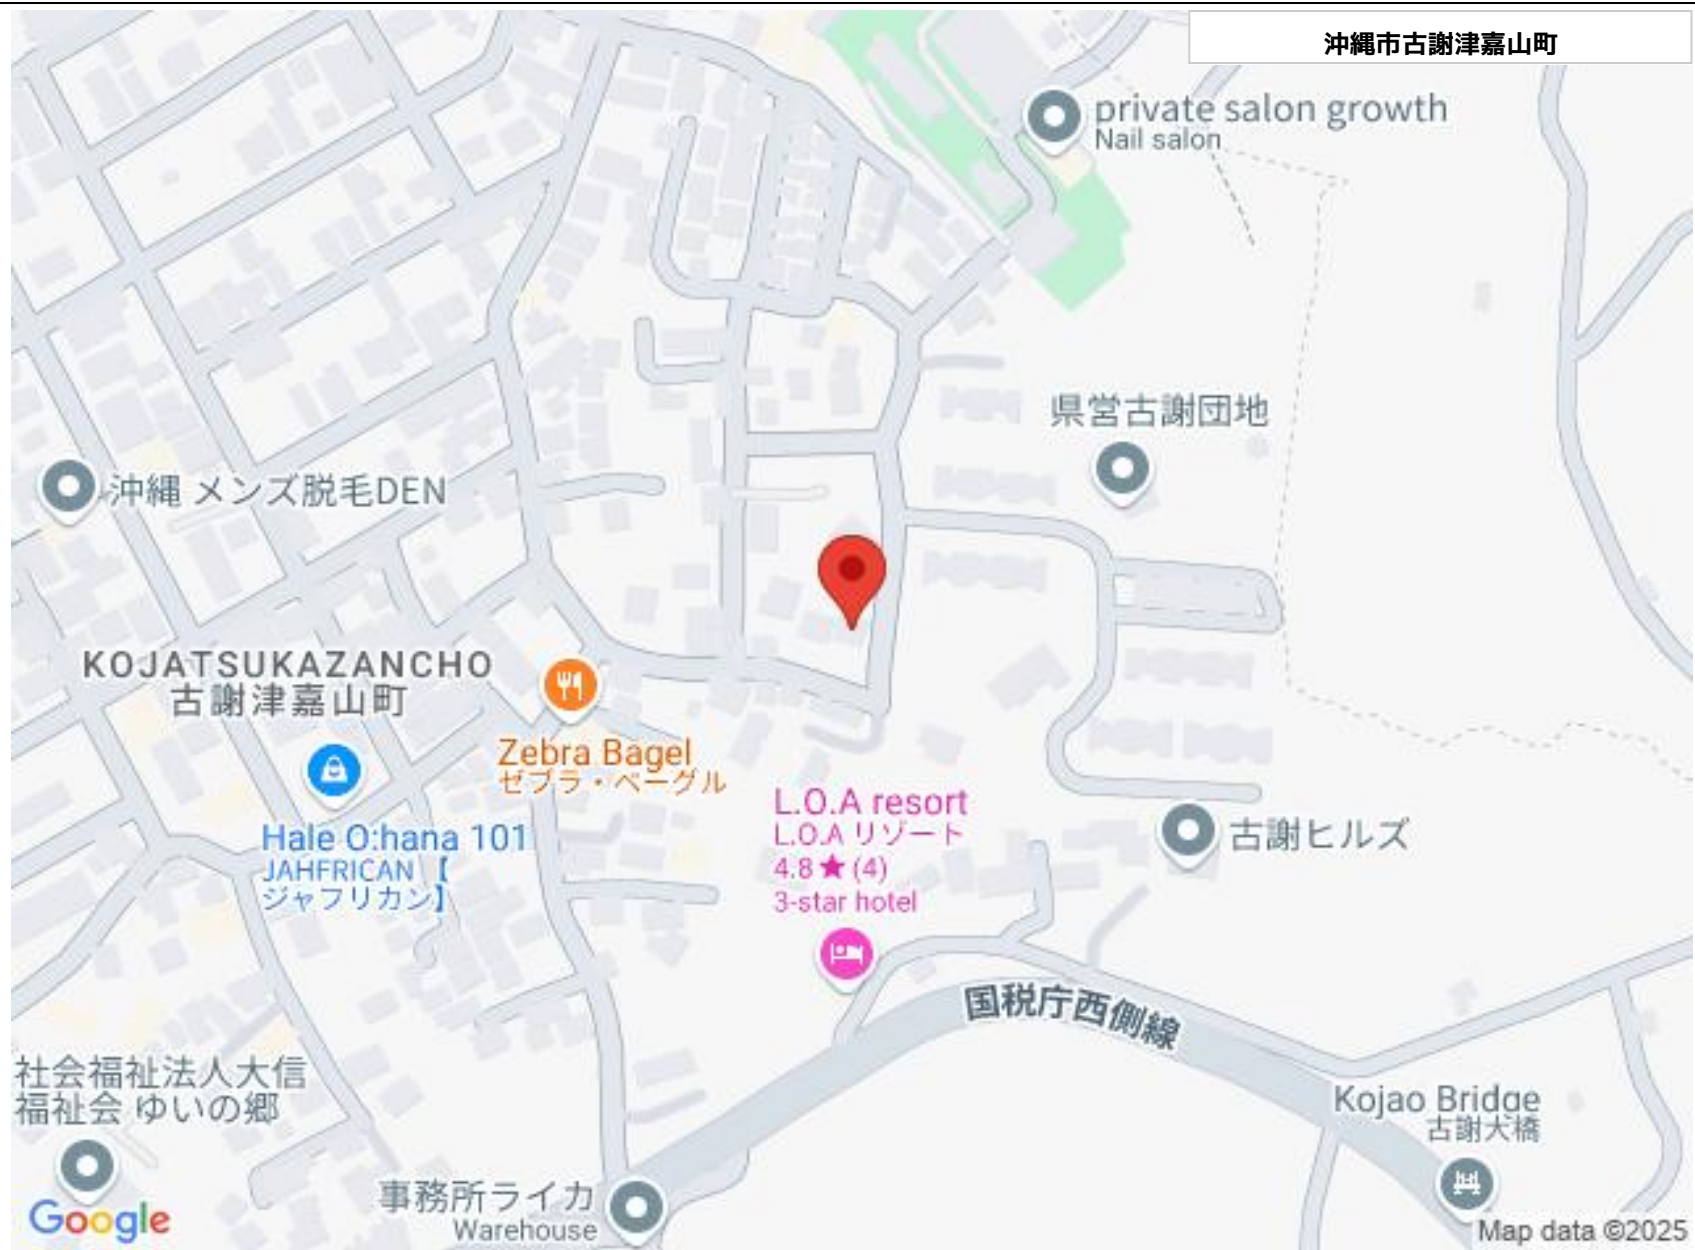 沖縄市古謝津嘉山町
private salon growth
Nail salon
県営古謝団地
沖縄 メンズ脱毛DEN
KOJATSUKAZANCHO
古謝津嘉山町
Zebra Bagel
ゼブラ・ベーグル
L.O.A resort
L.O.A リゾート
4.8 ★ (4)
3-star hotel
古謝ヒルズ
Hale O:hana 101
JAHFRICAN【
ジャフリカン】
国税庁西側線
社会福祉法人大信
福祉会 ゆいの郷
Kojao Bridge
古謝大橋
事務所ライカ
Warehouse
Google
Map data ©2025